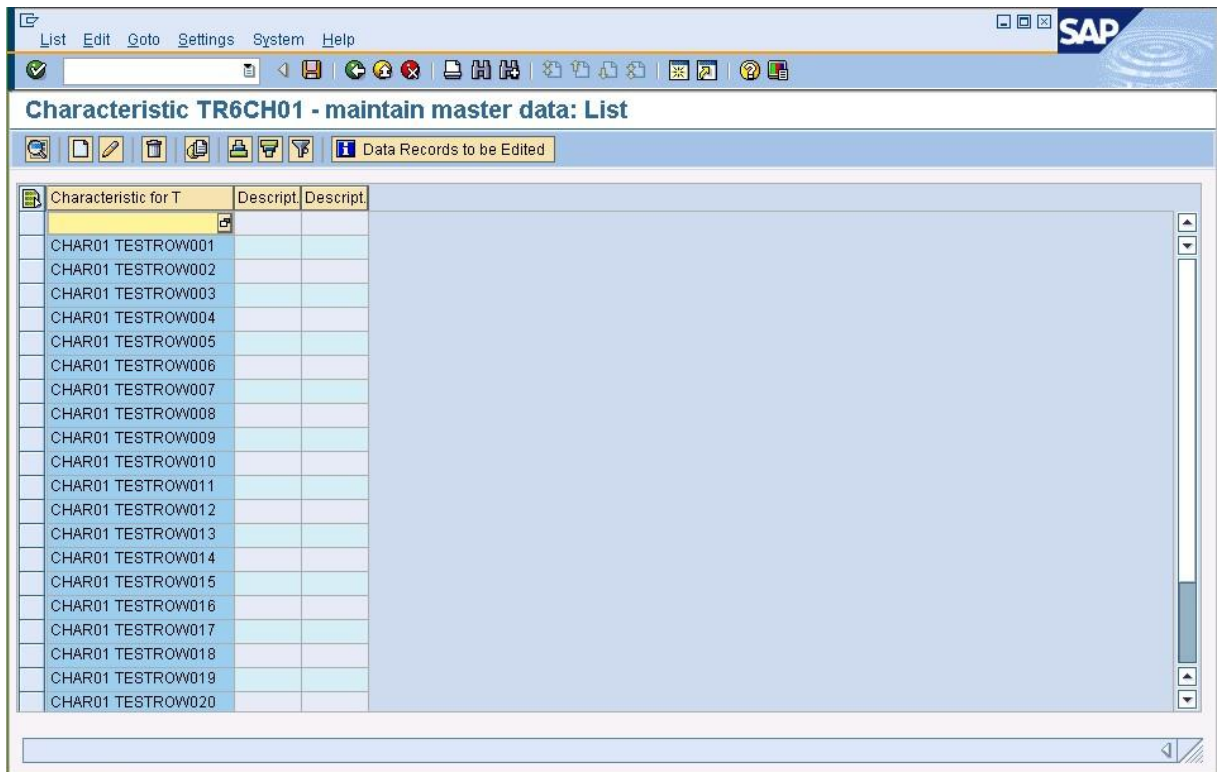 List Edit Goto Settings System Help
SAP
Characteristic TR6CH01 - maintain master data: List
Data Records to be Edited
Characteristic for T Descript. Descript.
CHAR01 TESTROW001
CHAR01 TESTROW002
CHAR01 TESTROW003
CHAR01 TESTROW004
CHAR01 TESTROW005
CHAR01 TESTROW006
CHAR01 TESTROW007
CHAR01 TESTROW008
CHAR01 TESTROW009
CHAR01 TESTROW010
CHAR01 TESTROW011
CHAR01 TESTROW012
CHAR01 TESTROW013
CHAR01 TESTROW014
CHAR01 TESTROW015
CHAR01 TESTROW016
CHAR01 TESTROW017
CHAR01 TESTROW018
CHAR01 TESTROW019
CHAR01 TESTROW020